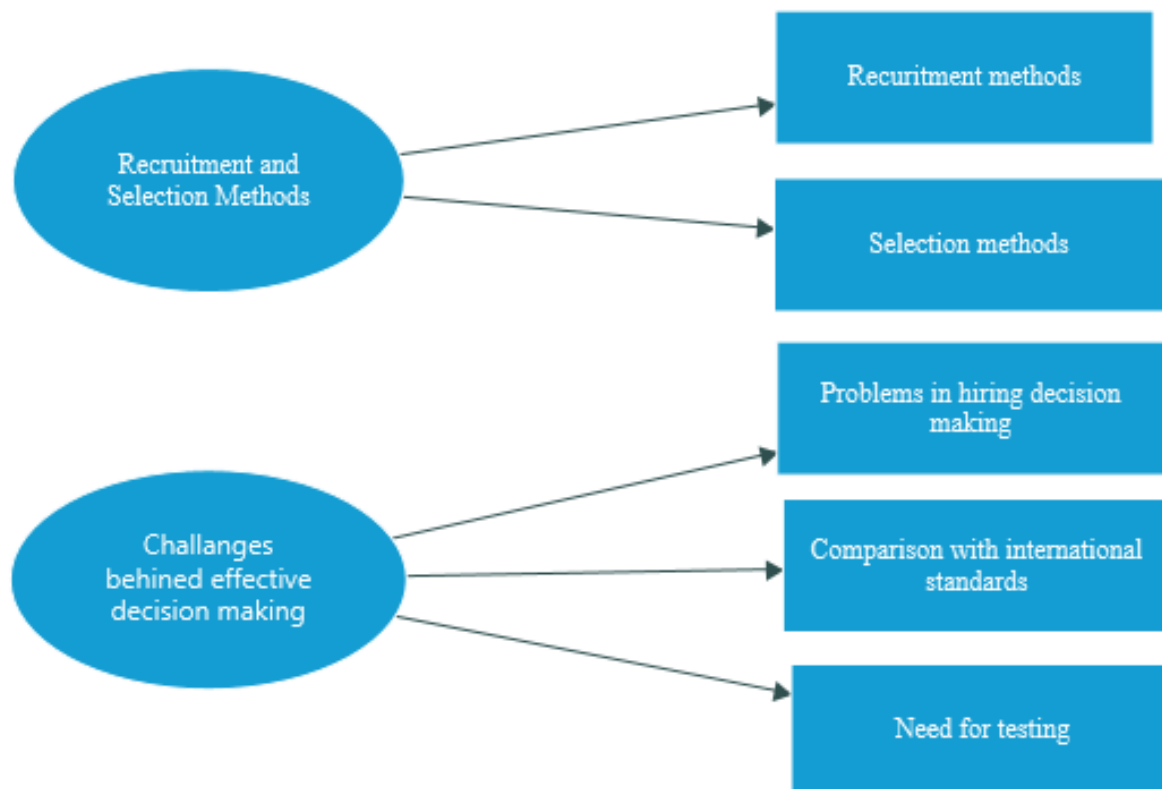 Recuritment methods
Recruitment and
Selection Methods
Selection methods
Problems in hiring decision
making
Challanges
behined effective
decision making
Comparison with international
standards
Need for testing